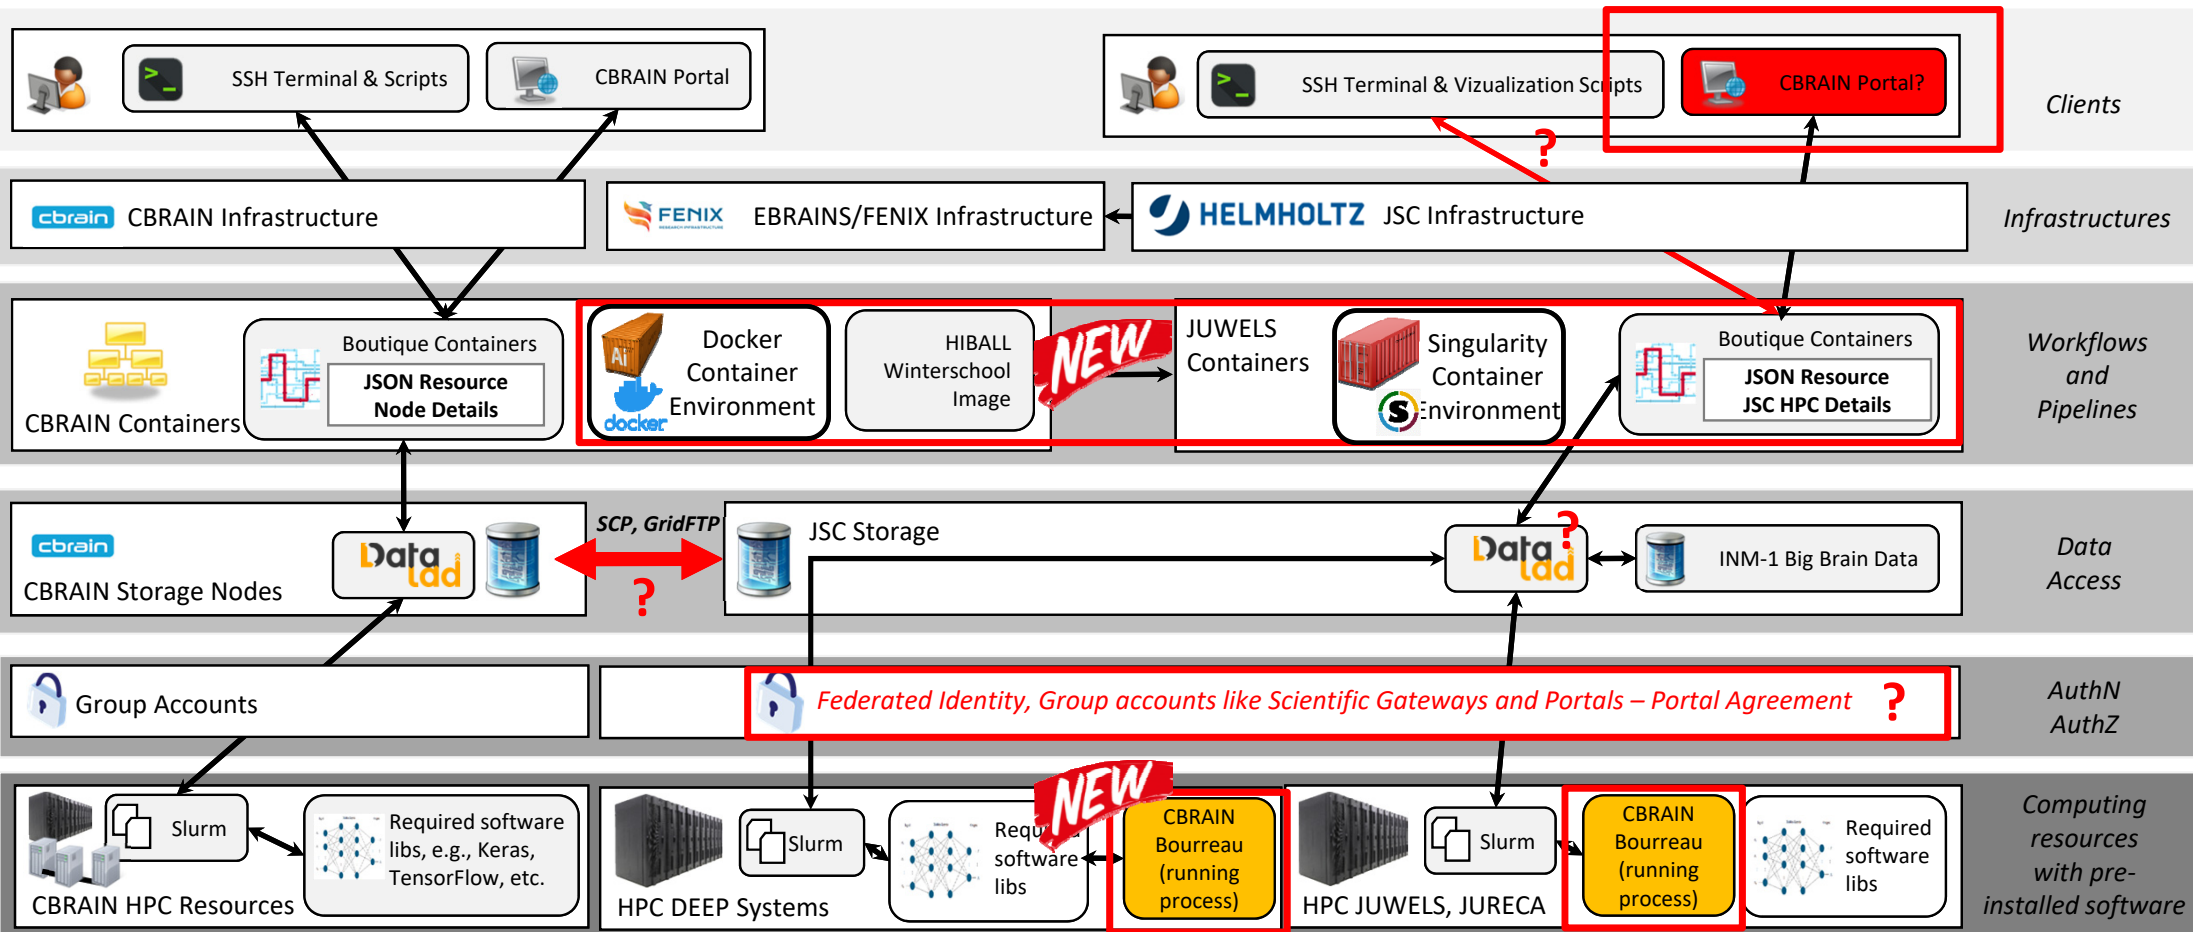 SSH Terminal & Scripts
CBRAIN Portal
SSH Terminal & Vizualization Scripts
CBRAIN Portal?
Clients
?
cbrain
CBRAIN Infrastructure
FENIX
RESEARCH INFRASTRUCTURE
EBRAINS/FENIX Infrastructure
HELMHOLTZ
JSC Infrastructure
Infrastructures
CBRAIN Containers
Boutique Containers
JSON Resource
Node Details
Ai
docker
Docker
Container
Environment
HIBALL
Winterschool
Image
NEW
JUWELS
Containers
S
Singularity
Container
Environment
Boutique Containers
JSON Resource
JSC HPC Details
Workflows
and
Pipelines
cbrain
CBRAIN Storage Nodes
Data
lad
SCP, GridFTP
?
JSC Storage
Data
lad
?
INM-1 Big Brain Data
Data
Access
Group Accounts
Federated Identity, Group accounts like Scientific Gateways and Portals – Portal Agreement
?
AuthN
AuthZ
CBRAIN HPC Resources
Slurm
Required software
libs, e.g., Keras,
TensorFlow, etc.
HPC DEEP Systems
Slurm
Required
software
libs
NEW
CBRAIN
Bourreau
(running
process)
HPC JUWELS, JURECA
Slurm
CBRAIN
Bourreau
(running
process)
Required
software
libs
Computing
resources
with pre-
installed software